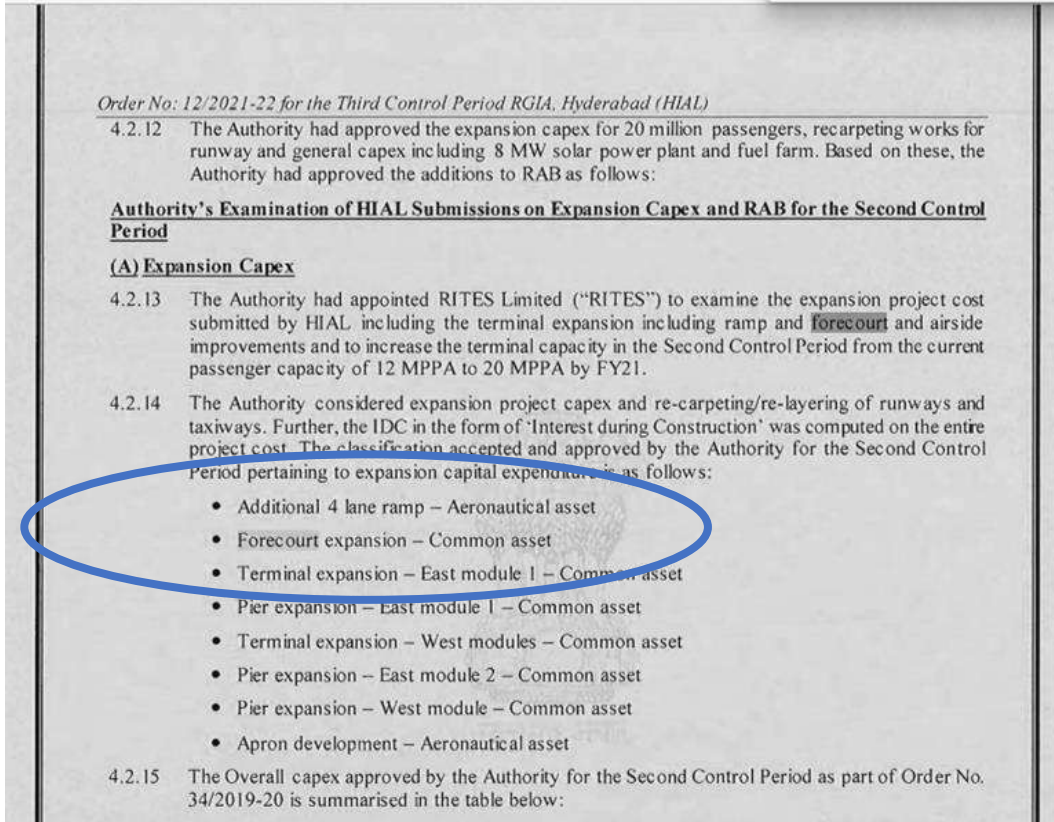 Order No: 12/2021-22 for the Third Control Period RGIA, Hyderabad (HIAL)
4.2.12 The Authority had approved the expansion capex for 20 million passengers, recarpeting works for
runway and general capex including 8 MW solar power plant and fuel farm. Based on these, the
Authority had approved the additions to RAB as follows:
Authority's Examination of HIAL Submissions on Expansion Capex and RAB for the Second Control
Period
(A) Expansion Capex
4.2.13 The Authority had appointed RITES Limited ("RITES") to examine the expansion project cost
submitted by HIAL including the terminal expansion including ramp and forecourt and airside
improvements and to increase the terminal capacity in the Second Control Period from the current
passenger capacity of 12 MPPA to 20 MPPA by FY21.
4.2.14 The Authority considered expansion project capex and re-carpeting/re-layering of runways and
taxiways. Further, the IDC in the form of 'Interest during Construction' was computed on the entire
project cost. The classification accepted and approved by the Authority for the Second Control
Period pertaining to expansion capital expenditure is as follows:
• Additional 4 lane ramp – Aeronautical asset
• Forecourt expansion – Common asset
• Terminal expansion – East module 1 – Common asset
• Pier expansion – East module 1 – Common asset
• Terminal expansion – West modules – Common asset
• Pier expansion – East module 2 – Common asset
• Pier expansion – West module – Common asset
• Apron development – Aeronautical asset
4.2.15 The Overall capex approved by the Authority for the Second Control Period as part of Order No.
34/2019-20 is summarised in the table below: